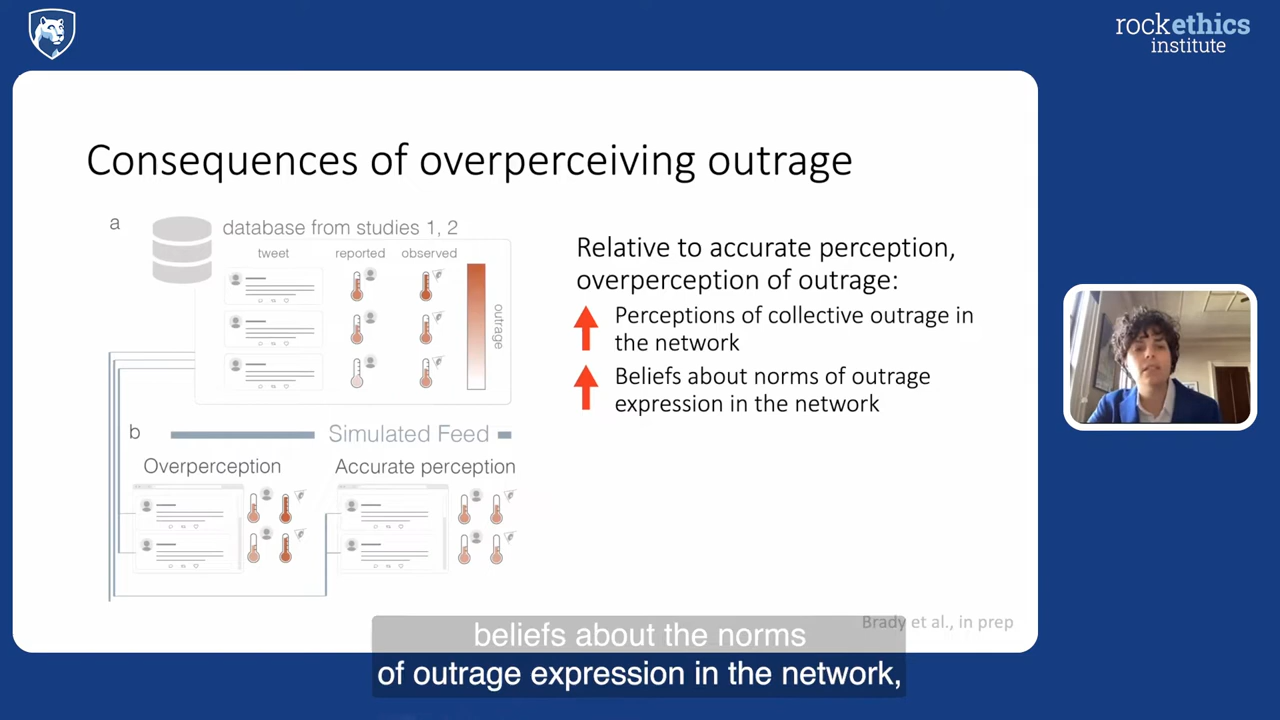 rockethics
institute
Consequences of overperceiving outrage
a
database from studies 1, 2
tweet reported observed
outrage
b
Simulated Feed
Overperception Accurate perception
Relative to accurate perception,
overperception of outrage:
Perceptions of collective outrage in
the network
Beliefs about norms of outrage
expression in the network
Brady et al., in prep
beliefs about the norms
of outrage expression in the network,